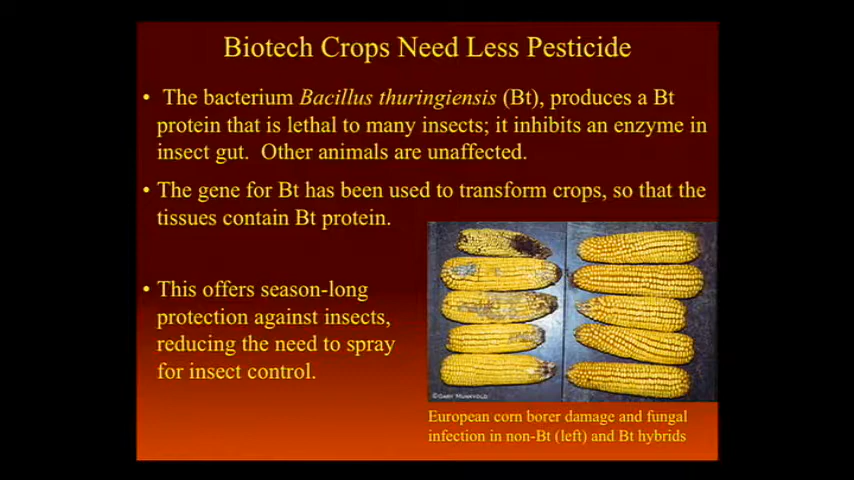 Biotech Crops Need Less Pesticide
• The bacterium Bacillus thuringiensis (Bt), produces a Bt
protein that is lethal to many insects; it inhibits an enzyme in
insect gut. Other animals are unaffected.
• The gene for Bt has been used to transform crops, so that the
tissues contain Bt protein.
• This offers season-long
protection against insects,
reducing the need to spray
for insect control.
©Gary Munkvold
European corn borer damage and fungal
infection in non-Bt (left) and Bt hybrids